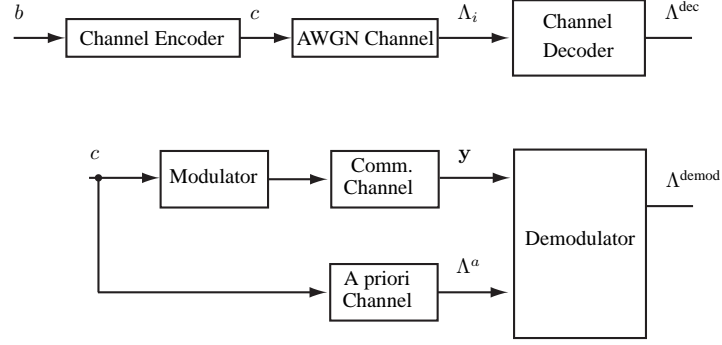 b
Channel Encoder
c
AWGN Channel
Λ_i
Channel
Decoder
Λ^dec
c
Modulator
Comm.
Channel
y
Demodulator
Λ^demod
A priori
Channel
Λ^a